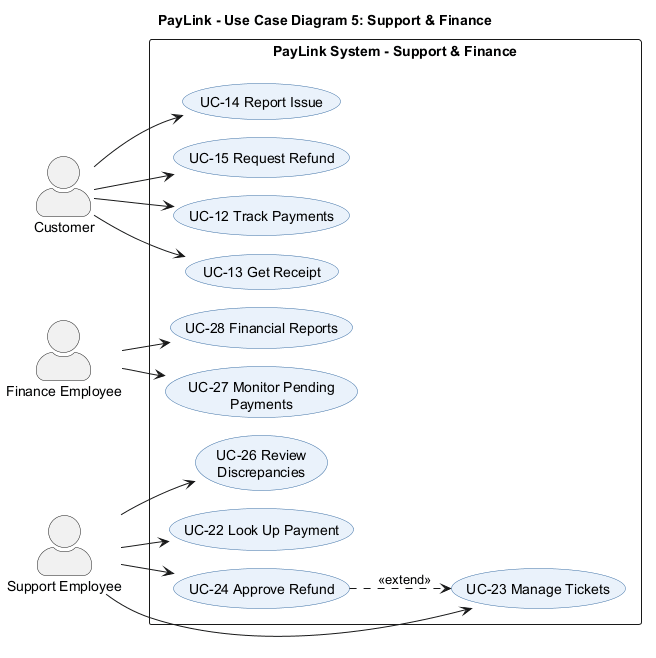 PayLink - Use Case Diagram 5: Support & Finance
PayLink System - Support & Finance
UC-14 Report Issue
UC-15 Request Refund
UC-12 Track Payments
Customer
UC-13 Get Receipt
UC-28 Financial Reports
Finance Employee
UC-27 Monitor Pending
Payments
UC-26 Review
Discrepancies
UC-22 Look Up Payment
Support Employee
UC-24 Approve Refund
«extend»
UC-23 Manage Tickets